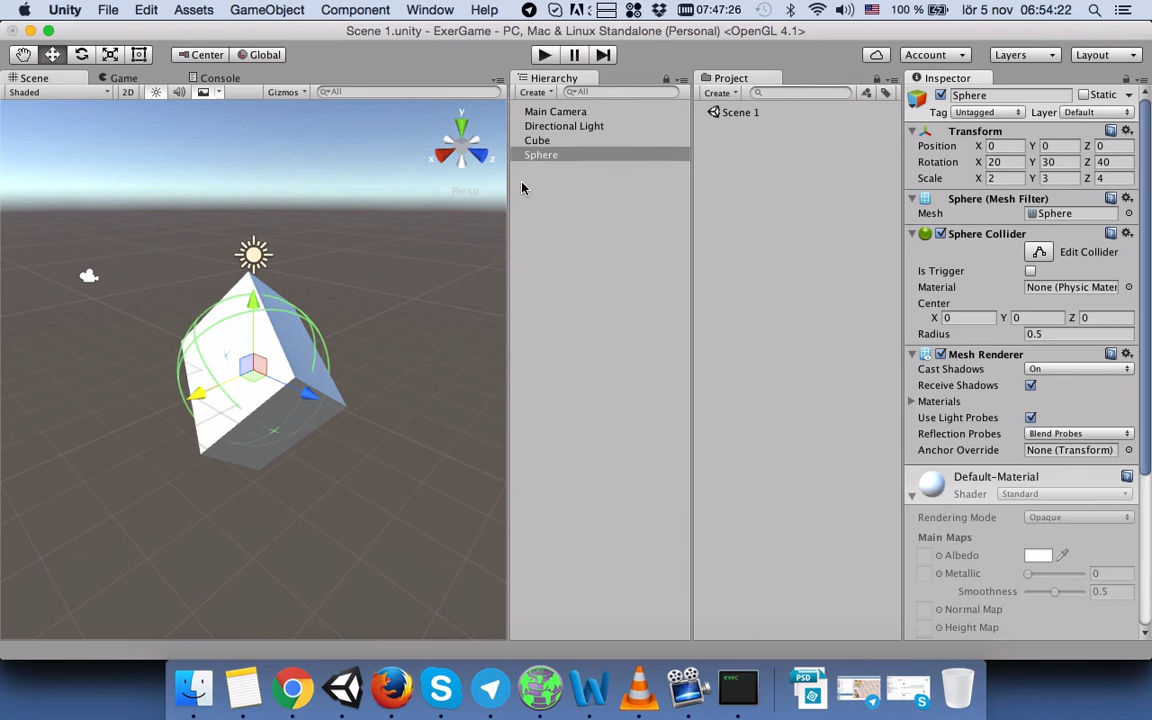 Unity File Edit Assets GameObject Component Window Help 07:47:26 100 % lör 5 nov 06:54:22
Scene 1.unity - ExerGame - PC, Mac & Linux Standalone (Personal) <OpenGL 4.1>
Center Global Account Layers Layout
Scene Game Console Hierarchy Project Inspector
Shaded 2D Gizmos All Create All Create Sphere Static
Tag Untagged Layer Default
Main Camera
Directional Light
Cube
Sphere
Scene 1
y
x
z
Persp
Transform
Position X 0 Y 0 Z 0
Rotation X 20 Y 30 Z 40
Scale X 2 Y 3 Z 4
Sphere (Mesh Filter)
Mesh Sphere
Sphere Collider
Edit Collider
Is Trigger
Material None (Physic Mater
Center
X 0 Y 0 Z 0
Radius 0.5
Mesh Renderer
Cast Shadows On
Receive Shadows
Materials
Use Light Probes
Reflection Probes Blend Probes
Anchor Override None (Transform)
Default-Material
Shader Standard
Rendering Mode Opaque
Main Maps
Albedo
Metallic 0
Smoothness 0.5
Normal Map
Height Map
exec
PSD